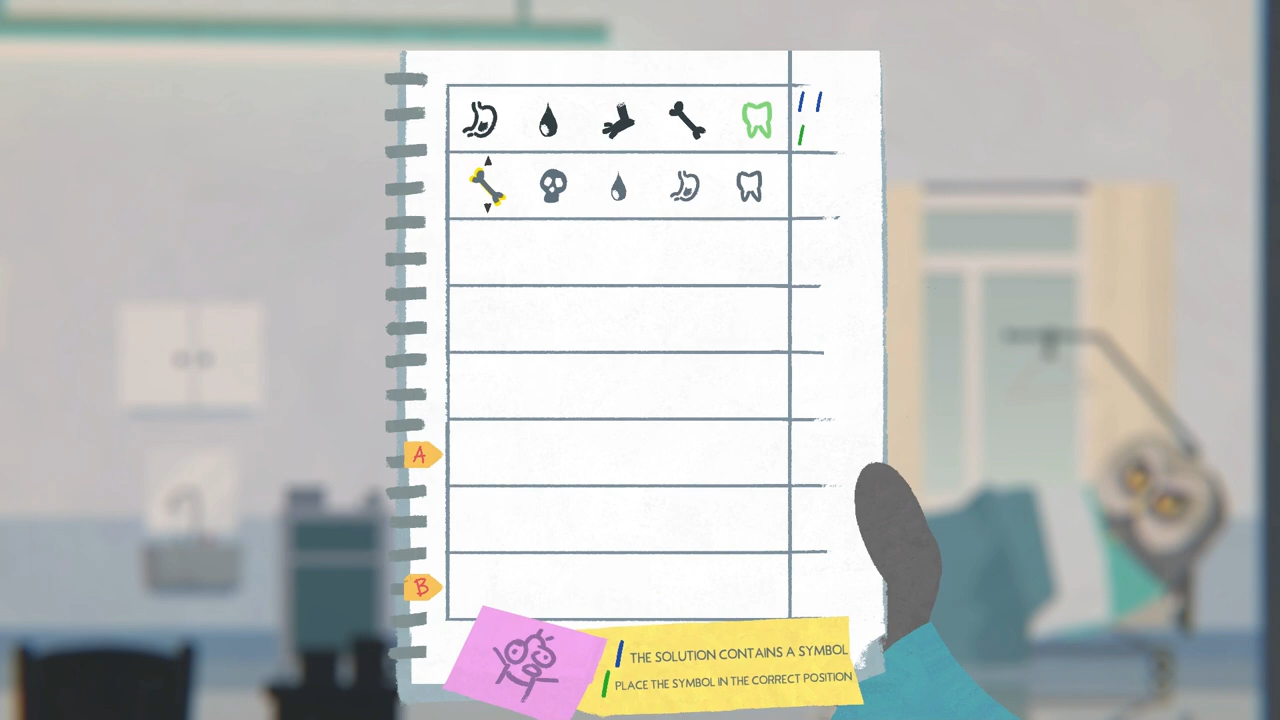 A
B
THE SOLUTION CONTAINS A SYMBOL
PLACE THE SYMBOL IN THE CORRECT POSITION